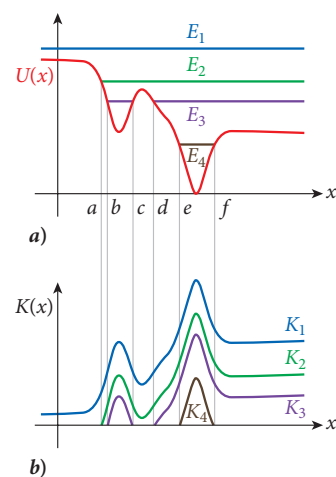 E₁
E₂
U(x)
E₃
E₄
x
a b c d e f
a)
K(x)
K₁
K₂
K₃
K₄
x
b)